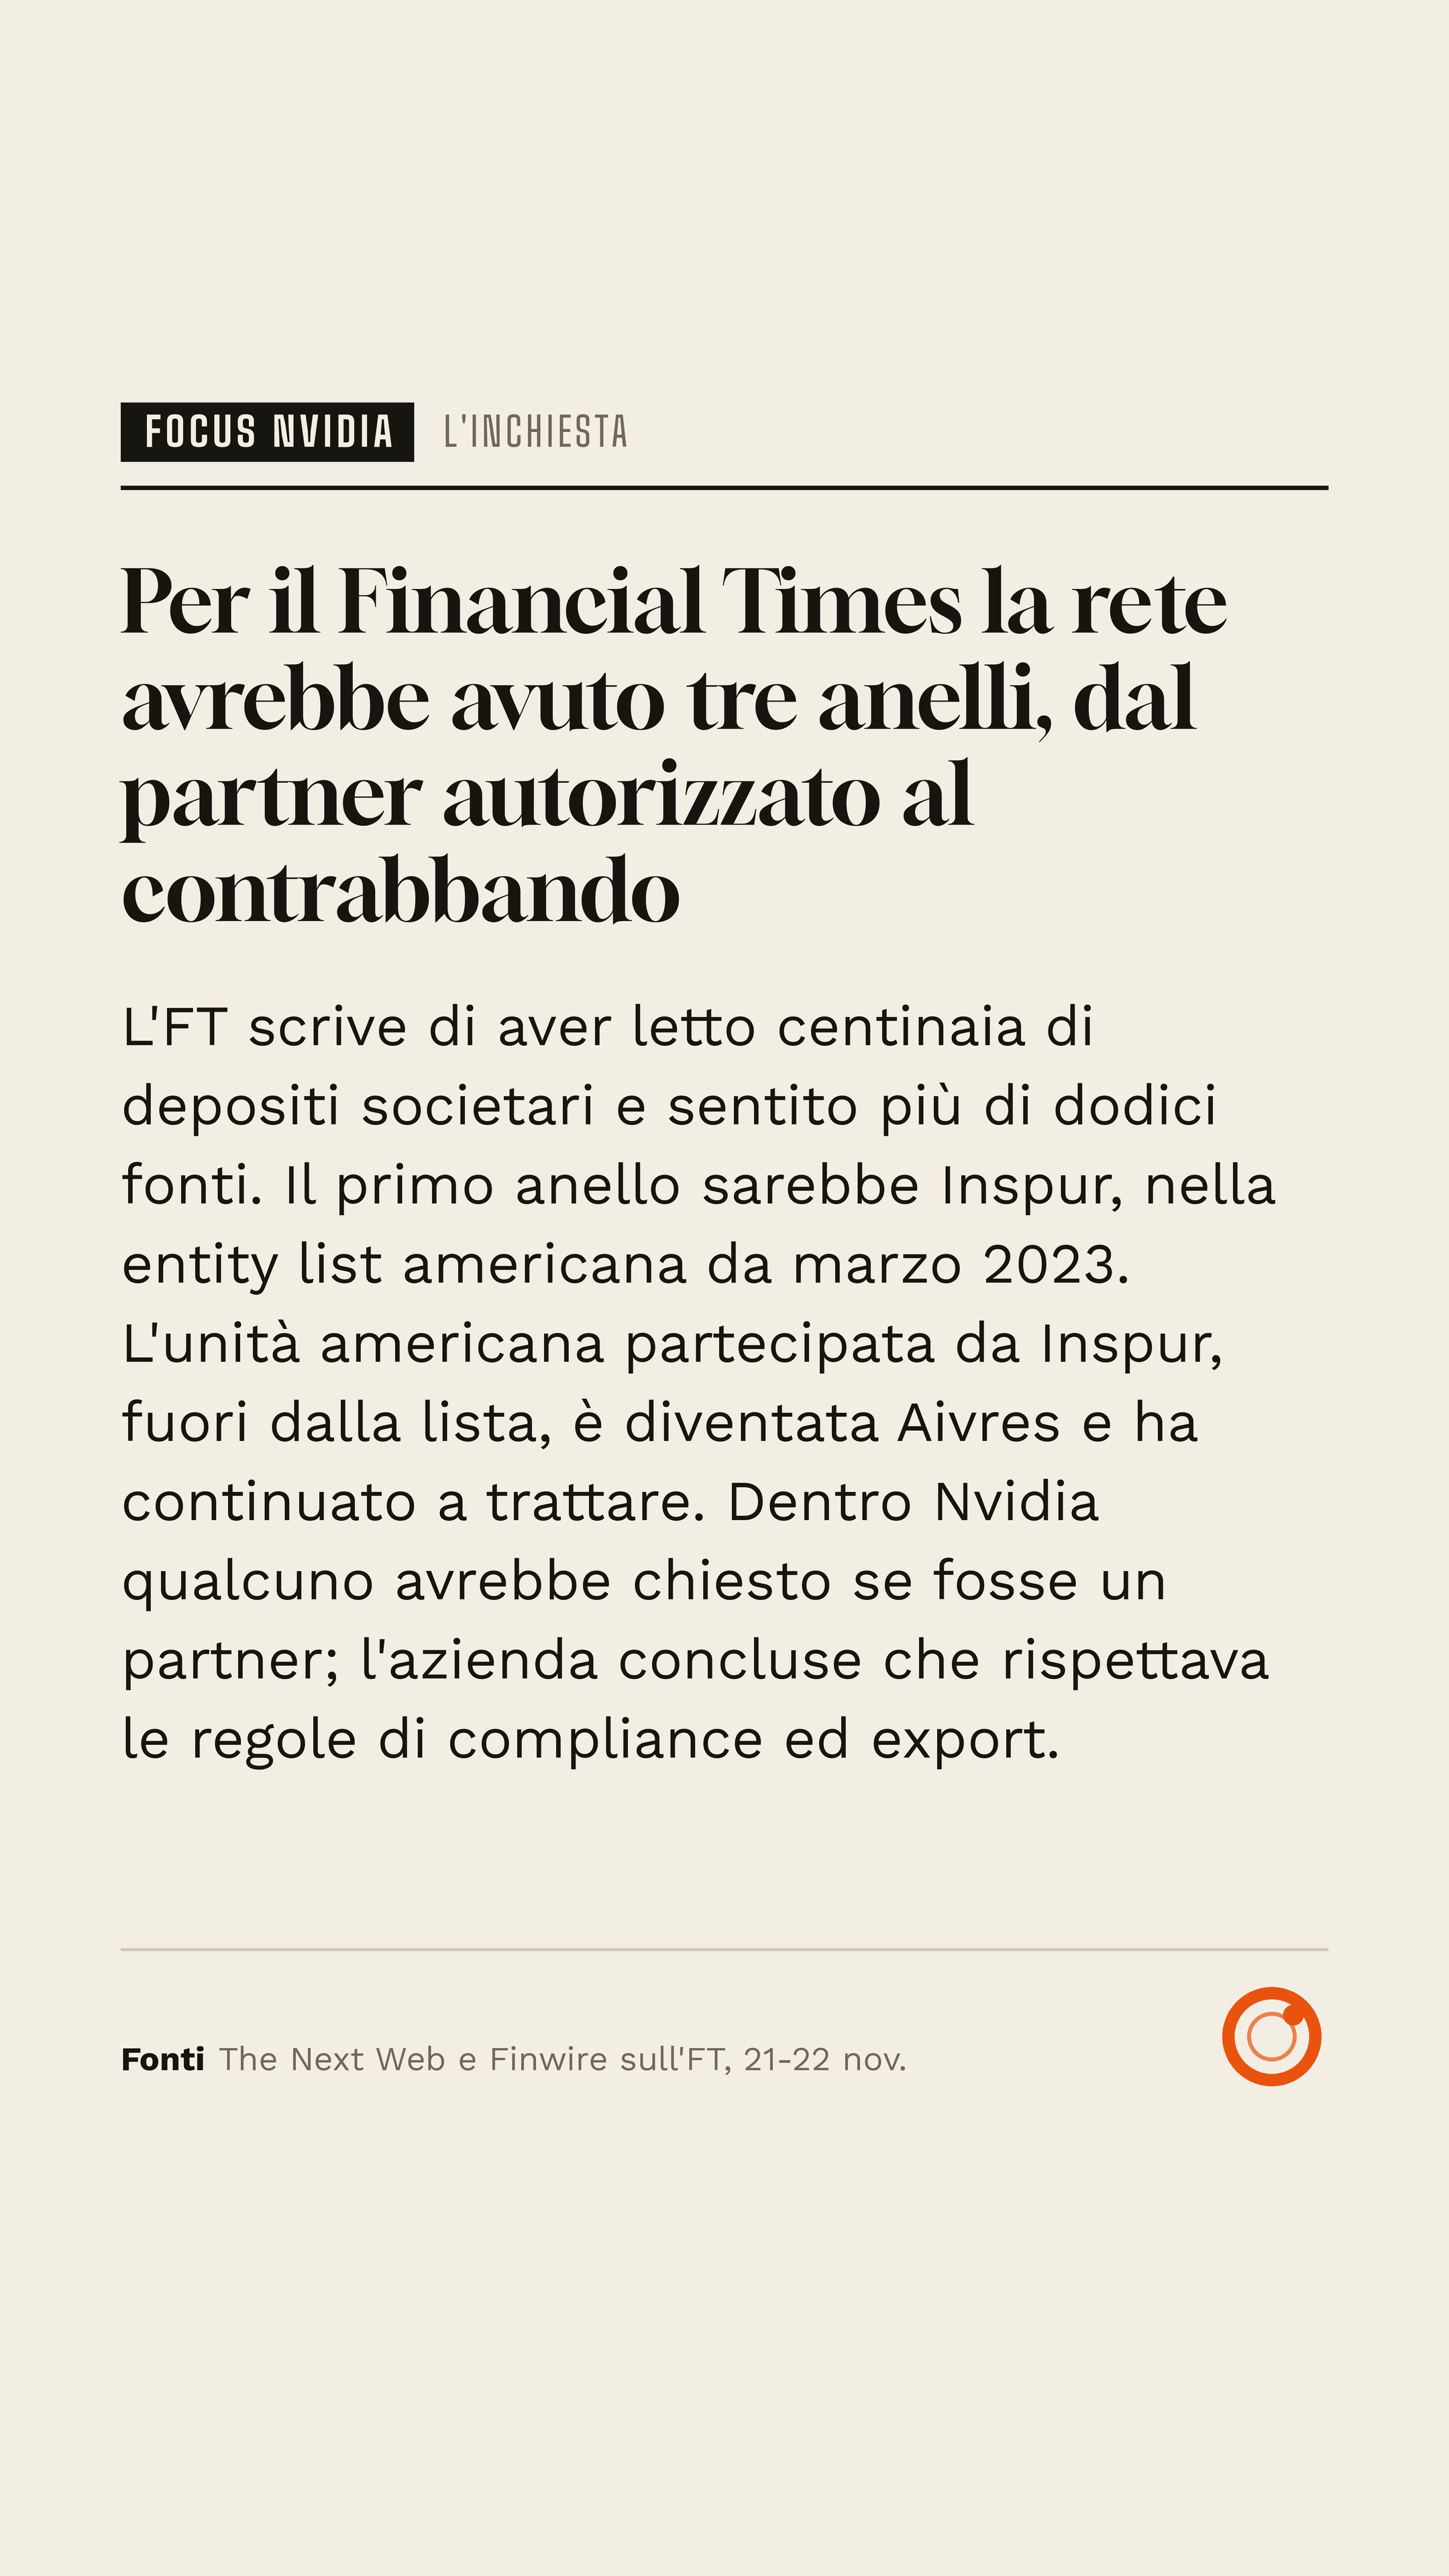 FOCUS NVIDIA L'INCHIESTA
Per il Financial Times la rete
avrebbe avuto tre anelli, dal
partner autorizzato al
contrabbando
L'FT scrive di aver letto centinaia di
depositi societari e sentito più di dodici
fonti. Il primo anello sarebbe Inspur, nella
entity list americana da marzo 2023.
L'unità americana partecipata da Inspur,
fuori dalla lista, è diventata Aivres e ha
continuato a trattare. Dentro Nvidia
qualcuno avrebbe chiesto se fosse un
partner; l'azienda concluse che rispettava
le regole di compliance ed export.
Fonti The Next Web e Finwire sull'FT, 21-22 nov.